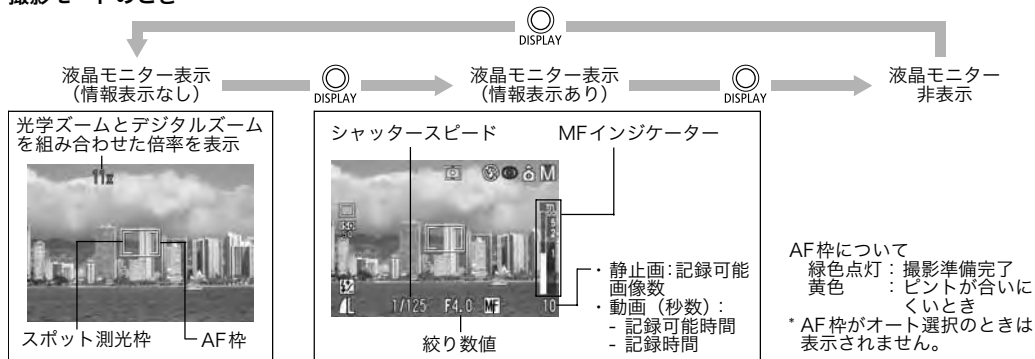 撮影モードのとき
DISPLAY
液晶モニター表示
（情報表示なし）
DISPLAY
液晶モニター表示
（情報表示あり）
DISPLAY
液晶モニター
非表示
光学ズームとデジタルズーム
を組み合わせた倍率を表示
11x
スポット測光枠
AF枠
シャッタースピード
MFインジケーター
M
L 1/125 F4.0 MF 10
絞り数値
・静止画：記録可能
画像数
・動画（秒数）：
- 記録可能時間
- 記録時間
AF枠について
緑色点灯：撮影準備完了
黄色　　：ピントが合いに
くいとき
* AF枠がオート選択のときは
表示されません。